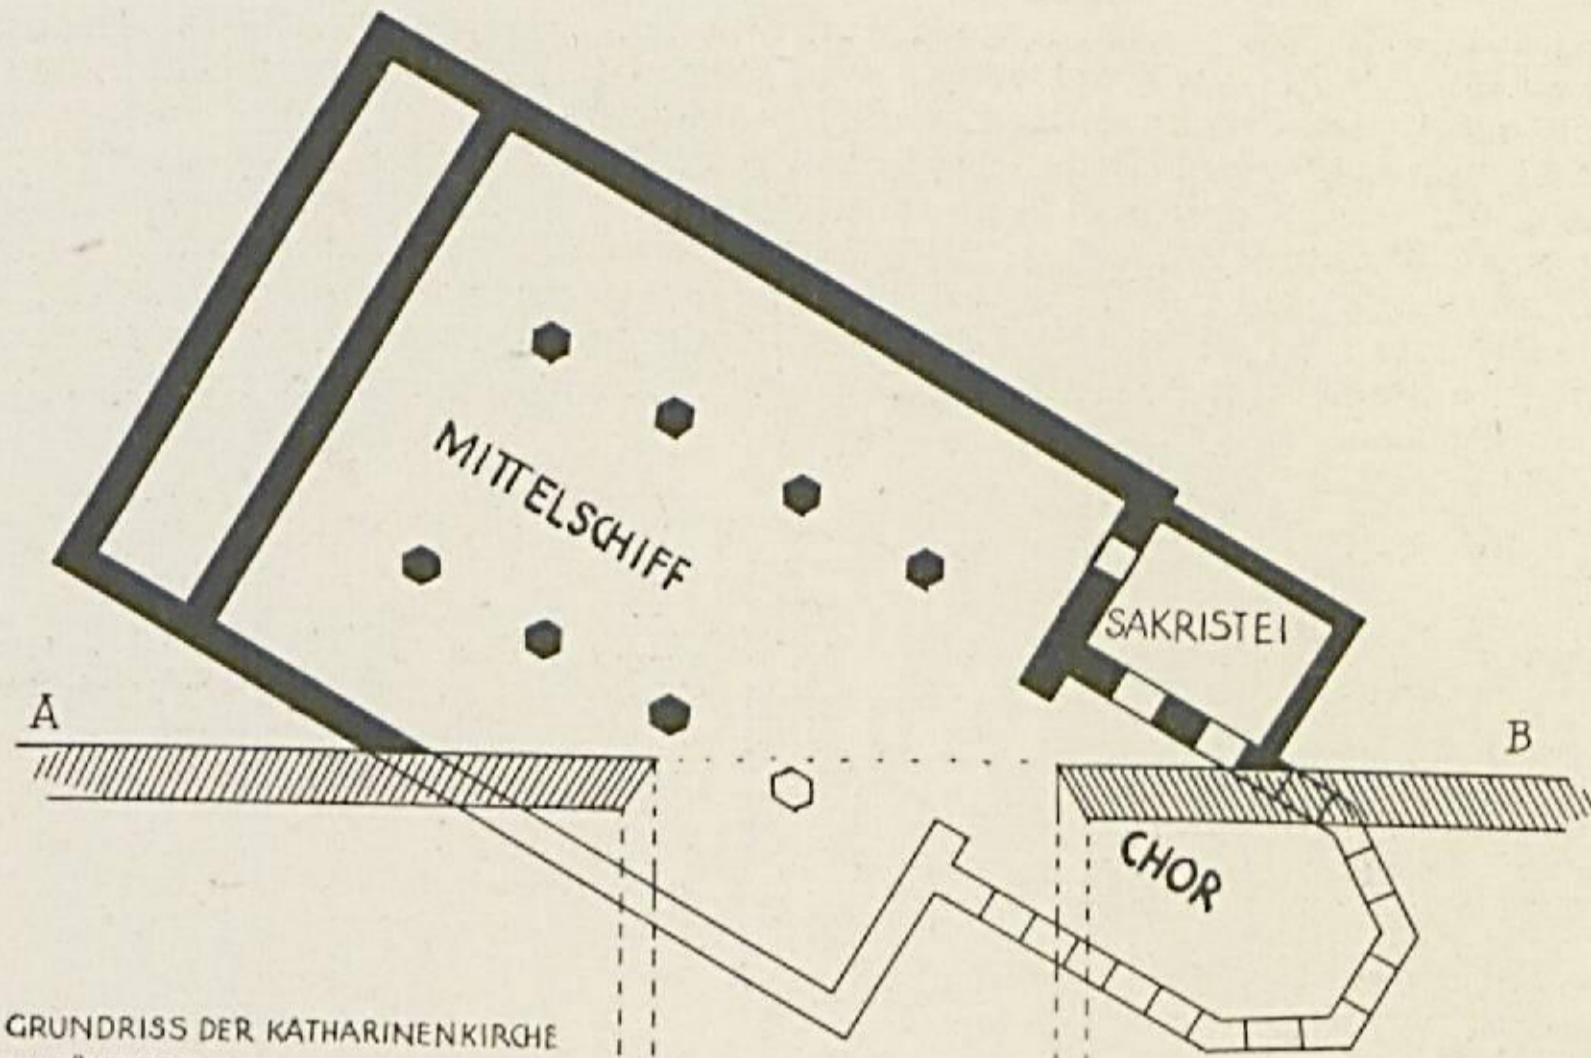 MITTELSCHIFF
SAKRISTEI
A
B
CHOR
GRUNDRISS DER KATHARINENKIRCHE